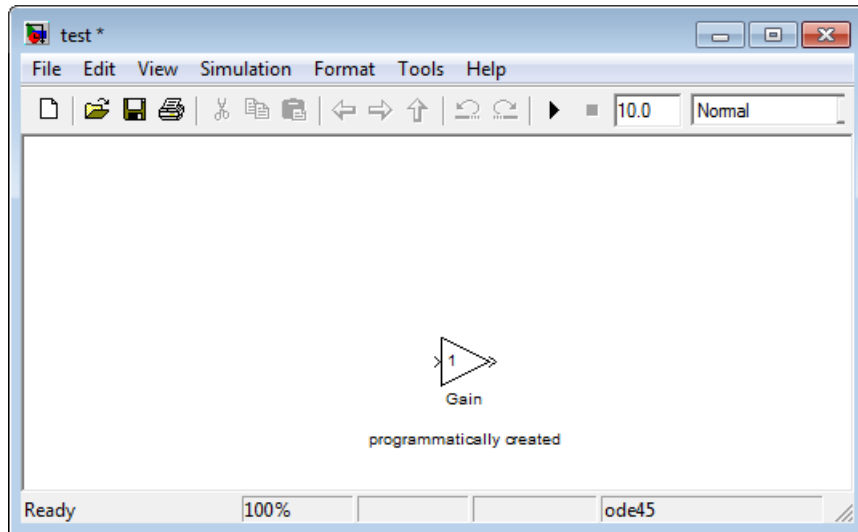 test *
File Edit View Simulation Format Tools Help
10.0 Normal
1
Gain
programmatically created
Ready 100% ode45